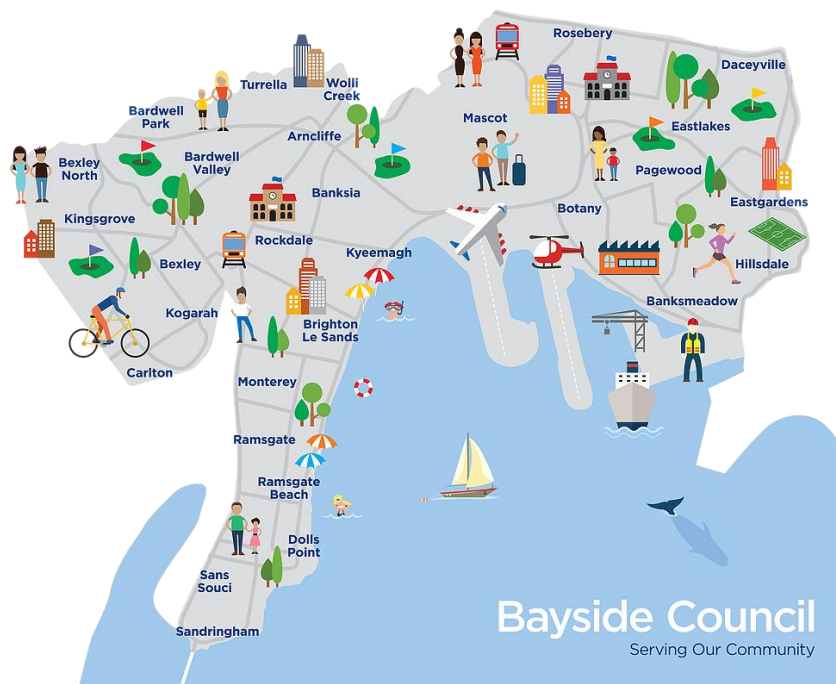 Rosebery
Daceyville
Turrella
Wolli
Creek
Bardwell
Park
Mascot
Eastlakes
Arncliffe
Bexley
North
Bardwell
Valley
Pagewood
Banksia
Eastgardens
Kingsgrove
Botany
Rockdale
Kyeemagh
Bexley
Hillsdale
Kogarah
Banksmeadow
Brighton
Le Sands
Carlton
Monterey
Ramsgate
Ramsgate
Beach
Dolls
Point
Sans
Souci
Sandringham
Bayside Council
Serving Our Community